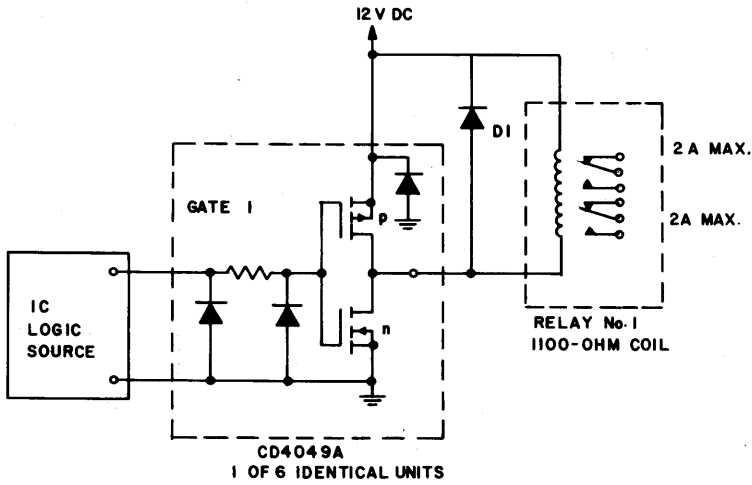 12 V DC
D1
2 A MAX.
GATE 1
p
2A MAX.
IC
LOGIC
SOURCE
n
RELAY No. 1
1100-OHM COIL
CD4049A
1 OF 6 IDENTICAL UNITS